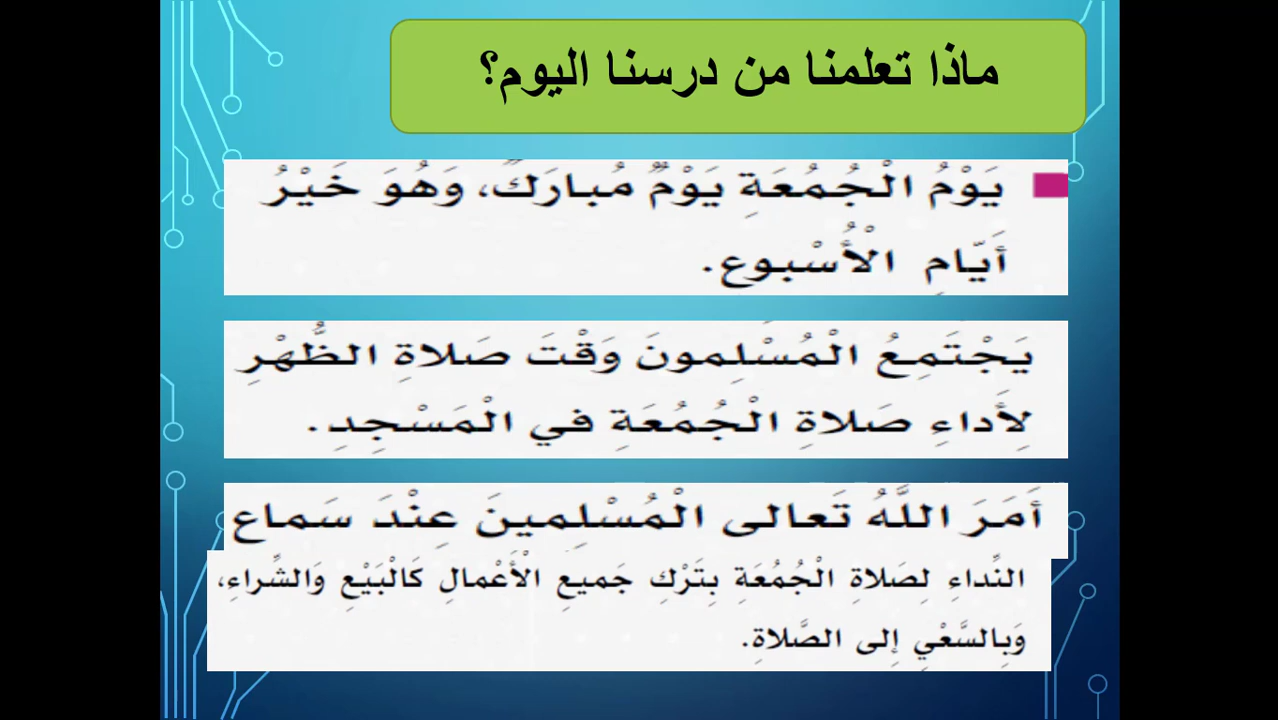 ماذا تعلمنا من درسنا اليوم؟
يَوْمُ الْجُمُعَةِ يَوْمٌ مُبارَكٌ، وَهُوَ خَيْرُ
أَيّامِ الْأُسْبوعِ.
يَجْتَمِعُ الْمُسْلِمونَ وَقْتَ صَلاةِ الظُّهْرِ
لِأَداءِ صَلاةِ الْجُمُعَةِ في الْمَسْجِدِ.
أَمَرَ اللَّهُ تَعالى الْمُسْلِمينَ عِنْدَ سَماعِ
النِّداءِ لِصَلاةِ الْجُمُعَةِ بِتَرْكِ جَميعِ الْأَعْمالِ كَالْبَيْعِ وَالشِّراءِ،
وَبِالسَّعْيِ إِلى الصَّلاةِ.